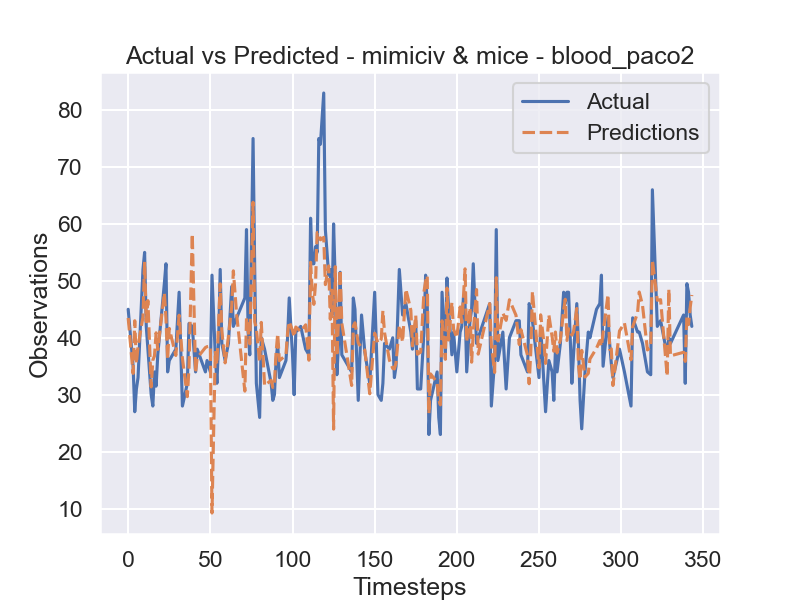 Actual vs Predicted - mimiciv & mice - blood_paco2
Actual
Predictions
Observations
80
70
60
50
40
30
20
10
0 50 100 150 200 250 300 350
Timesteps